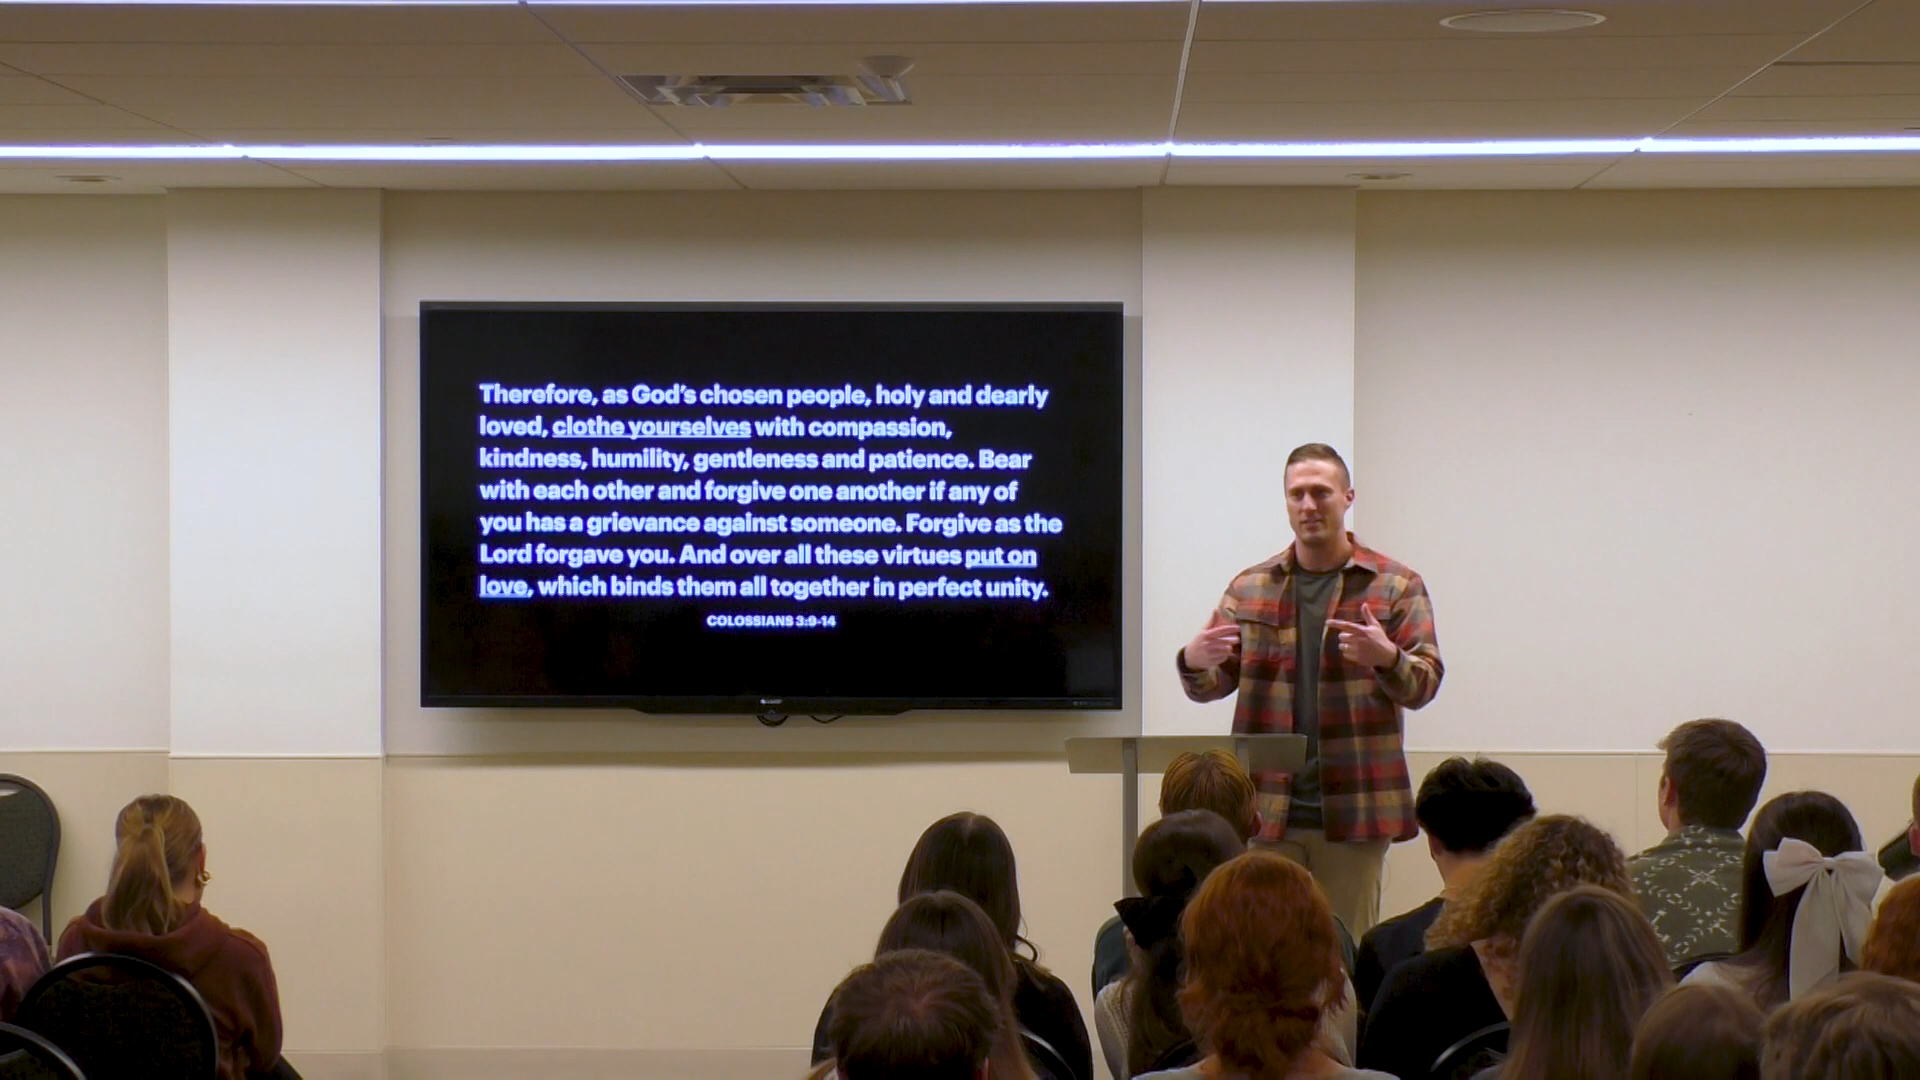 Therefore, as God's chosen people, holy and dearly
loved, clothe yourselves with compassion,
kindness, humility, gentleness and patience. Bear
with each other and forgive one another if any of
you has a grievance against someone. Forgive as the
Lord forgave you. And over all these virtues put on
love, which binds them all together in perfect unity.
COLOSSIANS 3:9-14